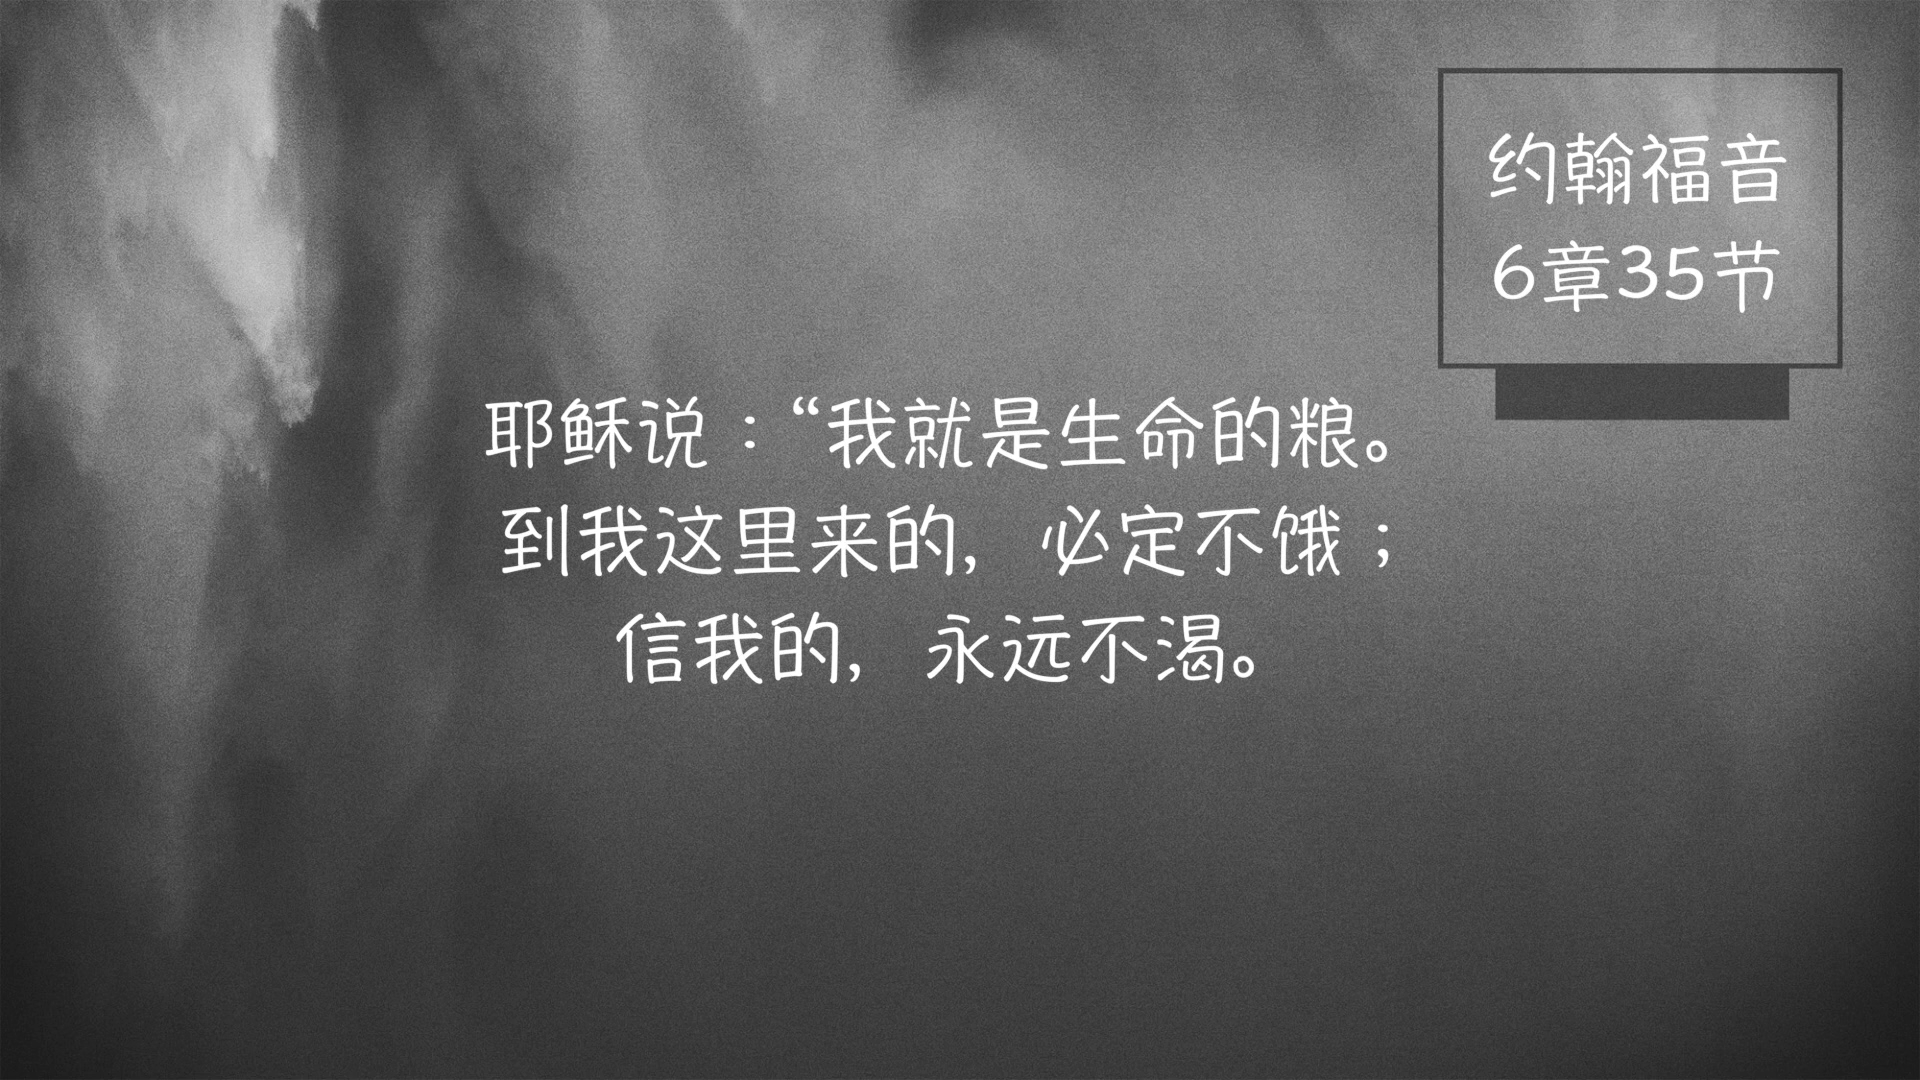 约翰福音
6章35节
耶稣说：“我就是生命的粮。
到我这里来的，必定不饿；
信我的，永远不渴。